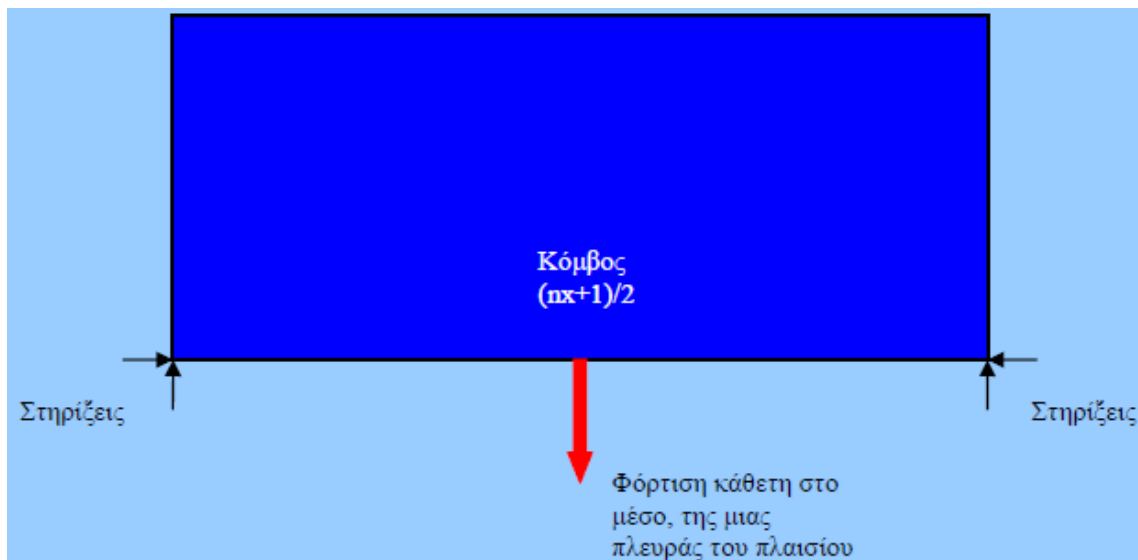 Κόμβος
(nx+1)/2
Στηρίξεις
Στηρίξεις
Φόρτιση κάθετη στο
μέσο, της μιας
πλευράς του πλαισίου